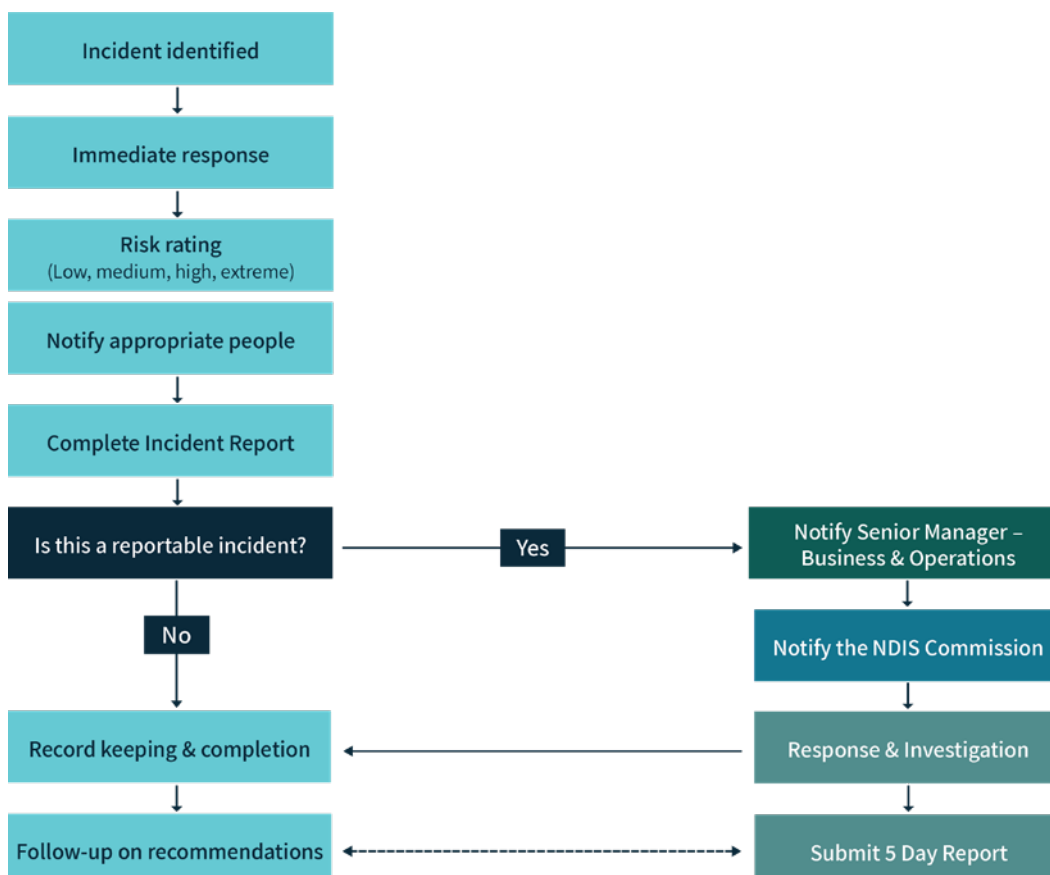 Incident identified
Immediate response
Risk rating
(Low, medium, high, extreme)
Notify appropriate people
Complete Incident Report
Is this a reportable incident?
Yes
Notify Senior Manager –
Business & Operations
No
Notify the NDIS Commission
Record keeping & completion
Response & Investigation
Follow-up on recommendations
Submit 5 Day Report